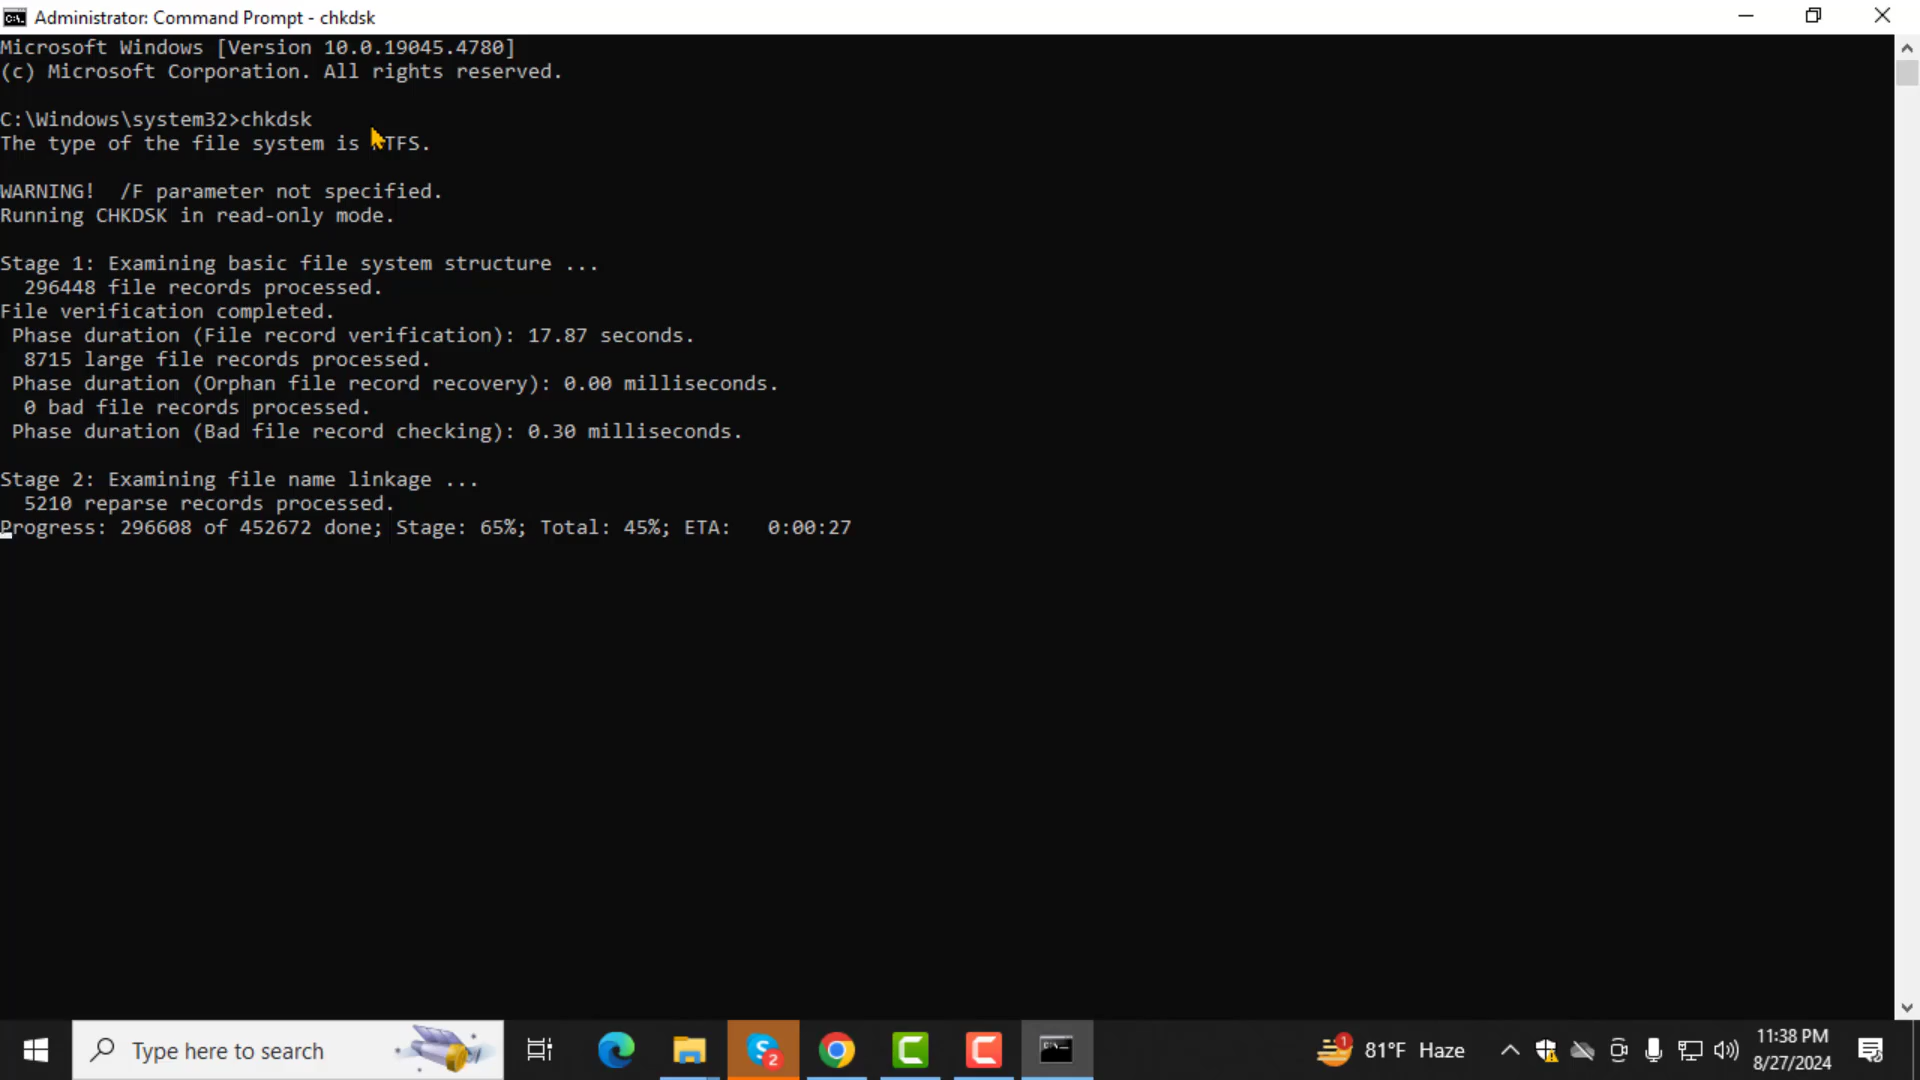 Administrator: Command Prompt - chkdsk
Microsoft Windows [Version 10.0.19045.4780]
(c) Microsoft Corporation. All rights reserved.
C:\Windows\system32>chkdsk
The type of the file system is NTFS.
WARNING!  /F parameter not specified.
Running CHKDSK in read-only mode.
Stage 1: Examining basic file system structure ...
296448 file records processed.
File verification completed.
Phase duration (File record verification): 17.87 seconds.
8715 large file records processed.
Phase duration (Orphan file record recovery): 0.00 milliseconds.
0 bad file records processed.
Phase duration (Bad file record checking): 0.30 milliseconds.
Stage 2: Examining file name linkage ...
5210 reparse records processed.
Progress: 296608 of 452672 done; Stage: 65%; Total: 45%; ETA:   0:00:27
Type here to search
2
1
81°F Haze
11:38 PM
8/27/2024